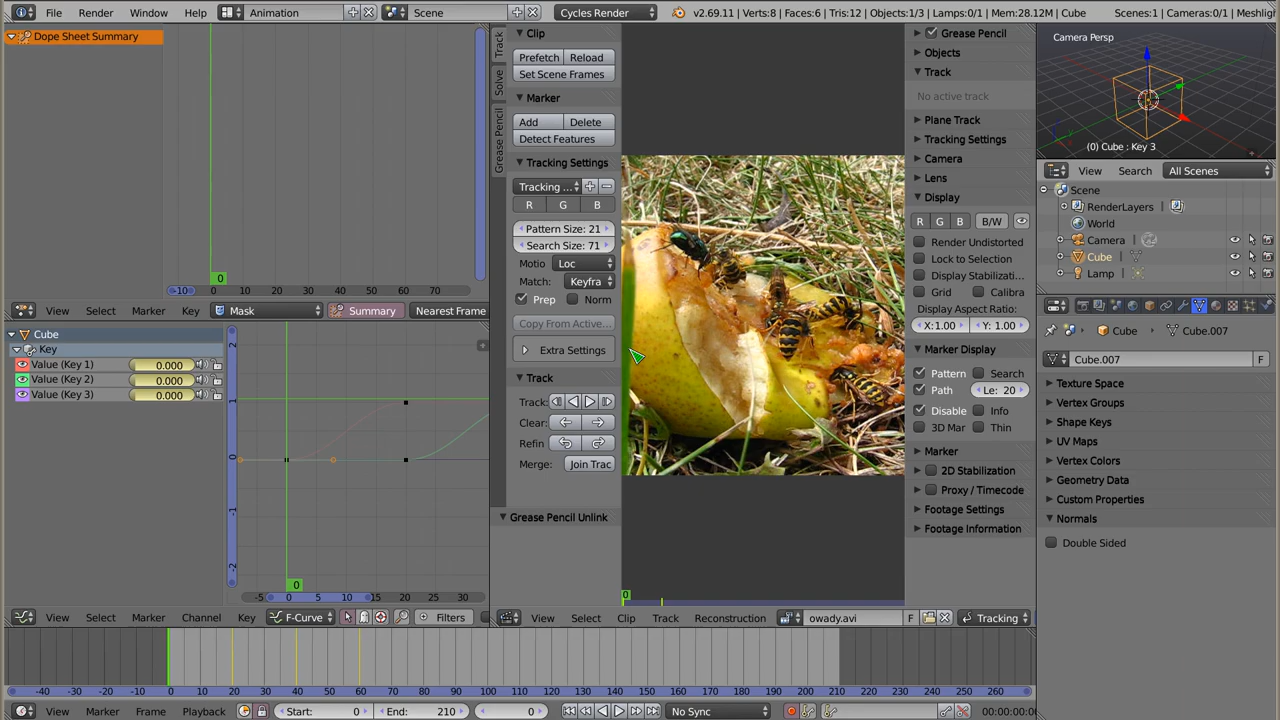 File Render Window Help Animation Scene Cycles Render v2.69.11 | Verts:8 | Faces:6 | Tris:12 | Objects:1/3 | Lamps:0/1 | Mem:28.12M | Cube Scenes:1 | Cameras:0/1 | Meshligh
Dope Sheet Summary
0
-10 0 10 20 30 40 50 60 70
View Select Marker Key Mask Summary Nearest Frame
Cube
Key
Value (Key 1) 0.000
Value (Key 2) 0.000
Value (Key 3) 0.000
2
1
0
-1
-2
0
-5 0 5 10 15 20 25 30
View Select Marker Channel Key F-Curve Filters
Track
Solve
Grease Pencil
Clip
Prefetch Reload
Set Scene Frames
Marker
Add Delete
Detect Features
Tracking Settings
Tracking ...
R G B
Pattern Size: 21
Search Size: 71
Motio Loc
Match: Keyfra
Prep Norm
Copy From Active...
Extra Settings
Track
Track:
Clear:
Refin
Merge: Join Trac
Grease Pencil Unlink
0
View Select Clip Track Reconstruction owady.avi F Tracking
Grease Pencil
Objects
Track
No active track
Plane Track
Tracking Settings
Camera
Lens
Display
R G B B/W
Render Undistorted
Lock to Selection
Display Stabilizati...
Grid Calibra
Display Aspect Ratio:
X:1.00 Y: 1.00
Marker Display
Pattern Search
Path Le: 20
Disable Info
3D Mar Thin
Marker
2D Stabilization
Proxy / Timecode
Footage Settings
Footage Information
Camera Persp
(0) Cube : Key 3
View Search All Scenes
Scene
RenderLayers
World
Camera
Cube
Lamp
Cube Cube.007
Cube.007 F
Texture Space
Vertex Groups
Shape Keys
UV Maps
Vertex Colors
Geometry Data
Custom Properties
Normals
Double Sided
-40 -30 -20 -10 0 10 20 30 40 50 60 70 80 90 100 110 120 130 140 150 160 170 180 190 200 210 220 230 240 250 260
View Marker Frame Playback Start: 0 End: 210 0 No Sync 00:00:00:0